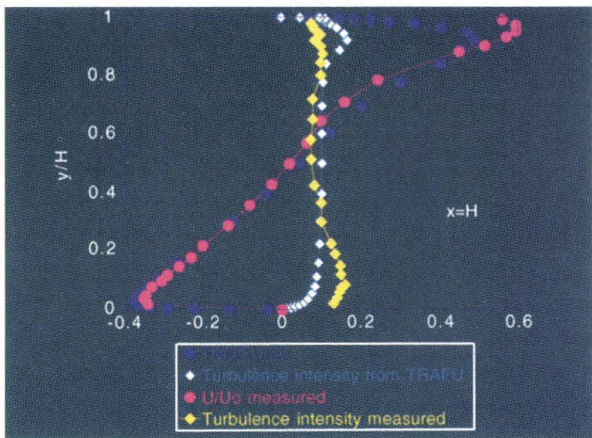 1
0.8
0.6
y/H
0.4
x=H
0.2
0
-0.4 -0.2 0 0.2 0.4 0.6
Turbulence intensity from TRAFU
U/Uo measured
Turbulence intensity measured